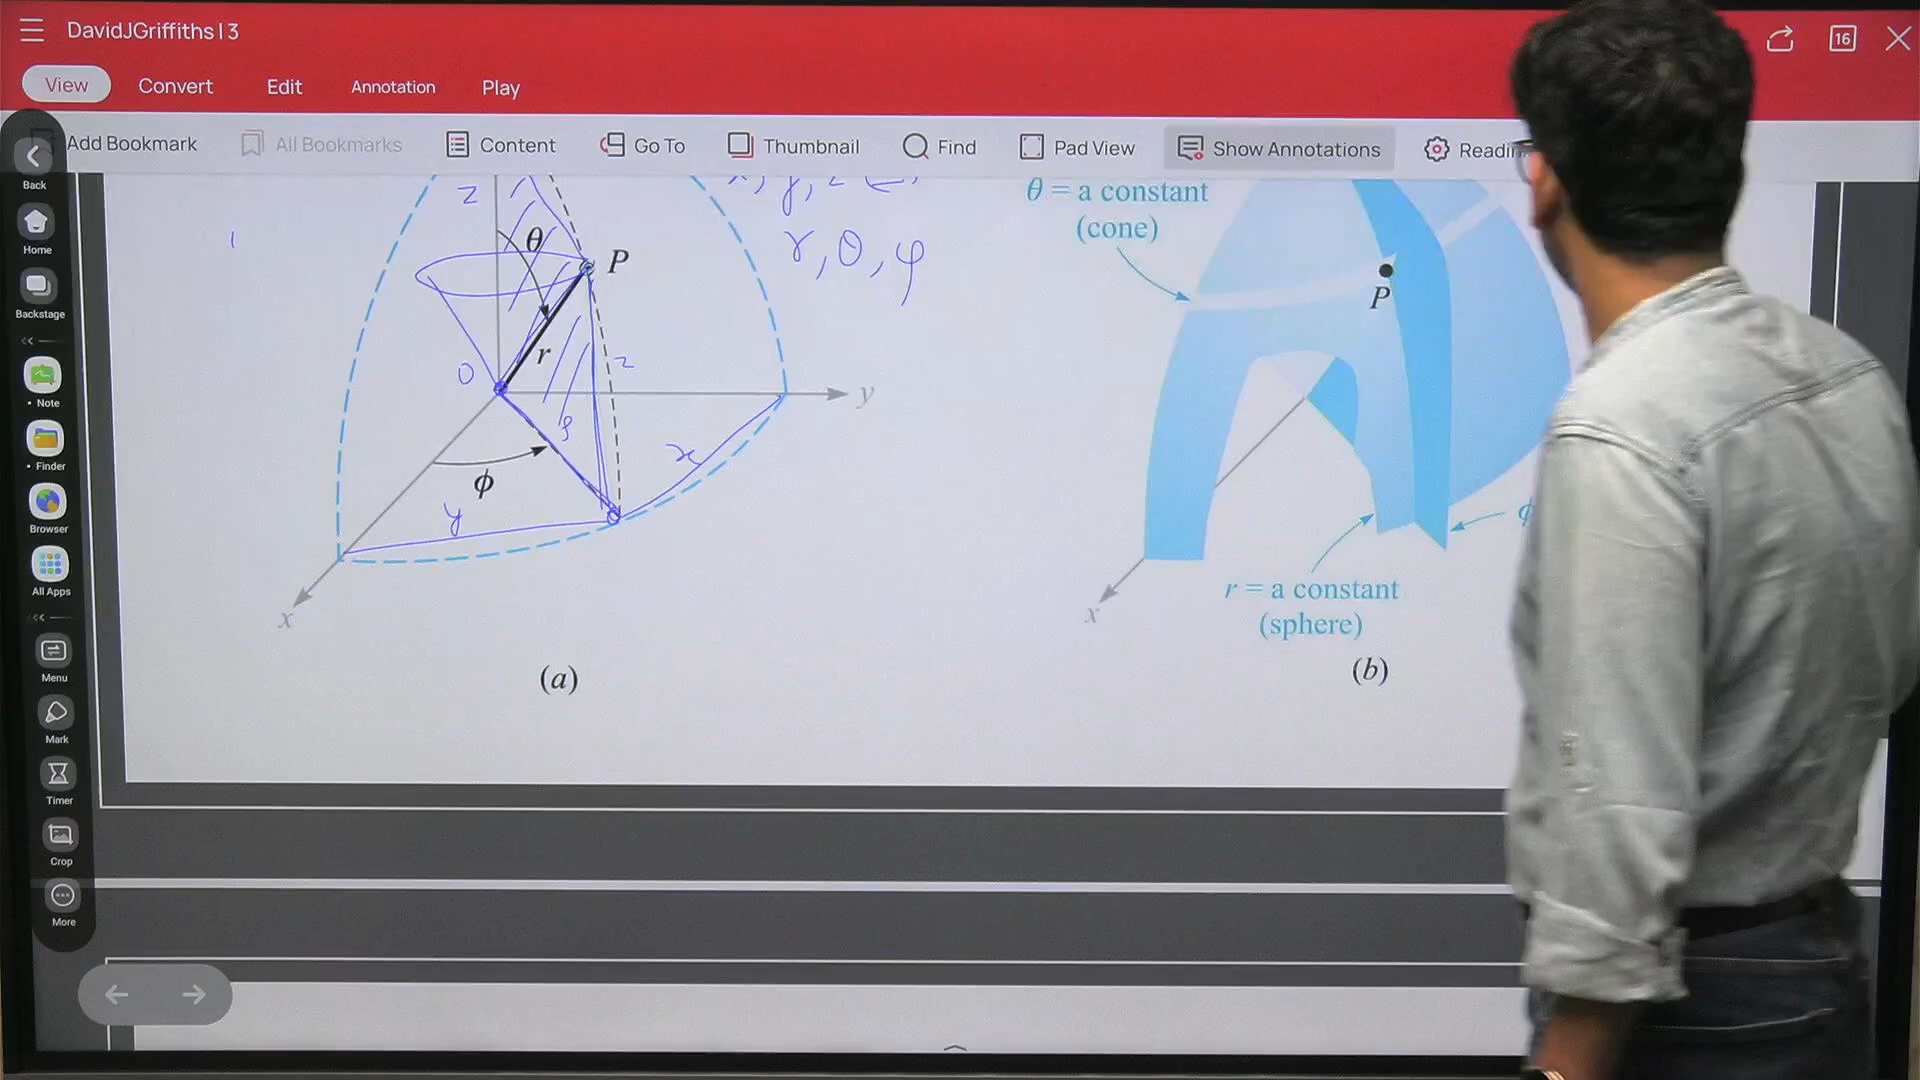 DavidJGriffiths l 3
16
View Convert Edit Annotation Play
Add Bookmark All Bookmarks Content Go To Thumbnail Find Pad View Show Annotations
Back
Home
Backstage
Note
Finder
Browser
All Apps
Menu
Mark
Timer
Crop
More
z
θ
P
r
O
z
ρ
y
ϕ
x
y
x
(a)
r, θ, φ
θ = a constant
(cone)
P
ϕ
r = a constant
(sphere)
x
(b)